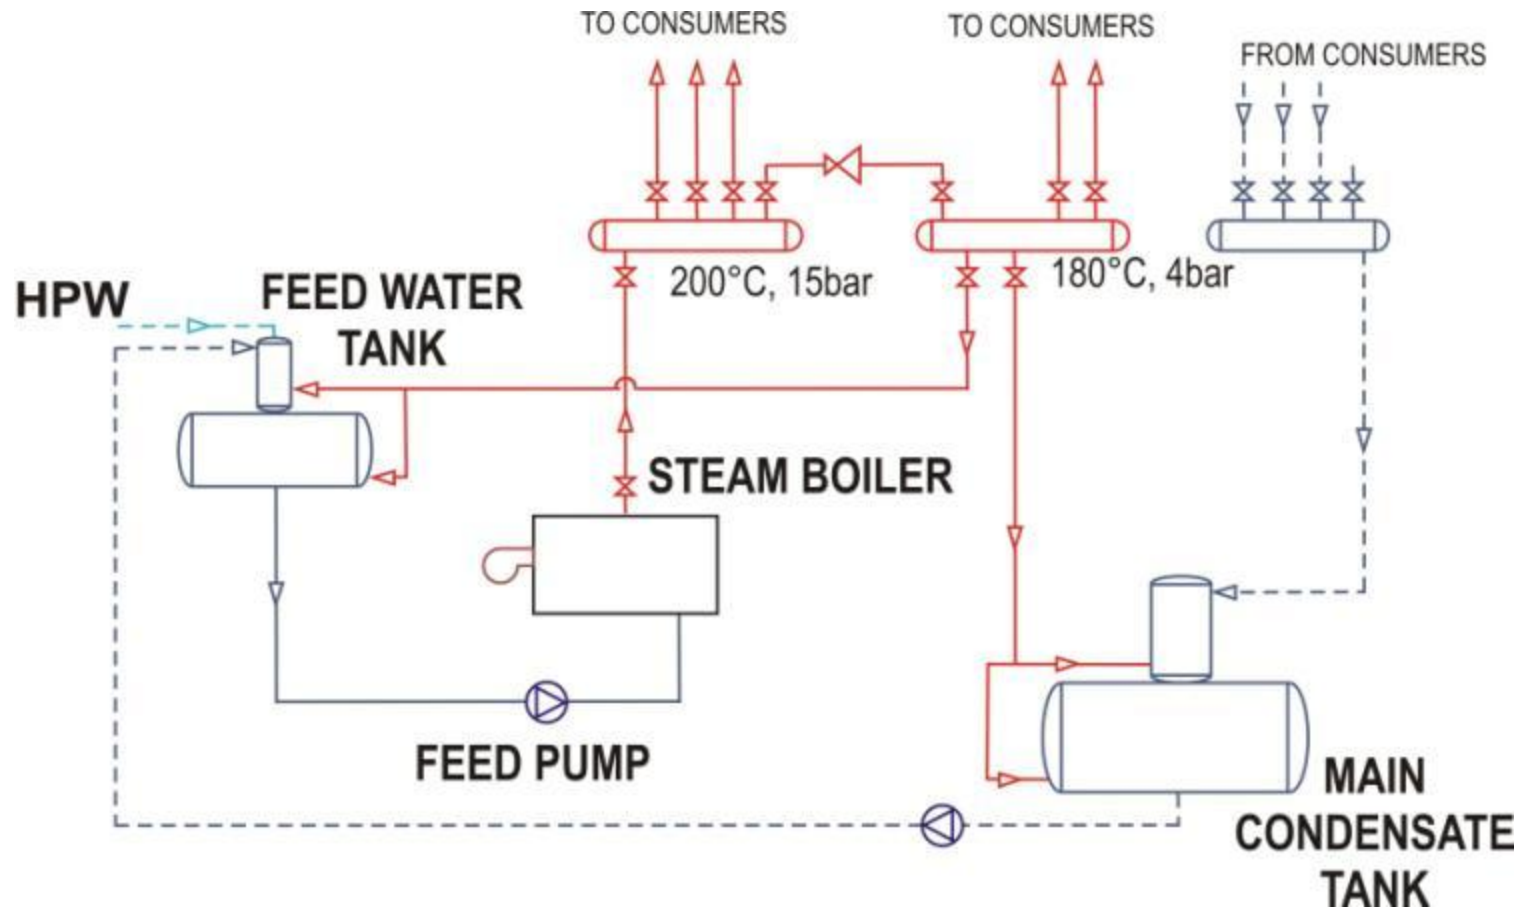 TO CONSUMERS
TO CONSUMERS
FROM CONSUMERS
200°C, 15bar
180°C, 4bar
HPW
FEED WATER
TANK
STEAM BOILER
FEED PUMP
MAIN
CONDENSATE
TANK